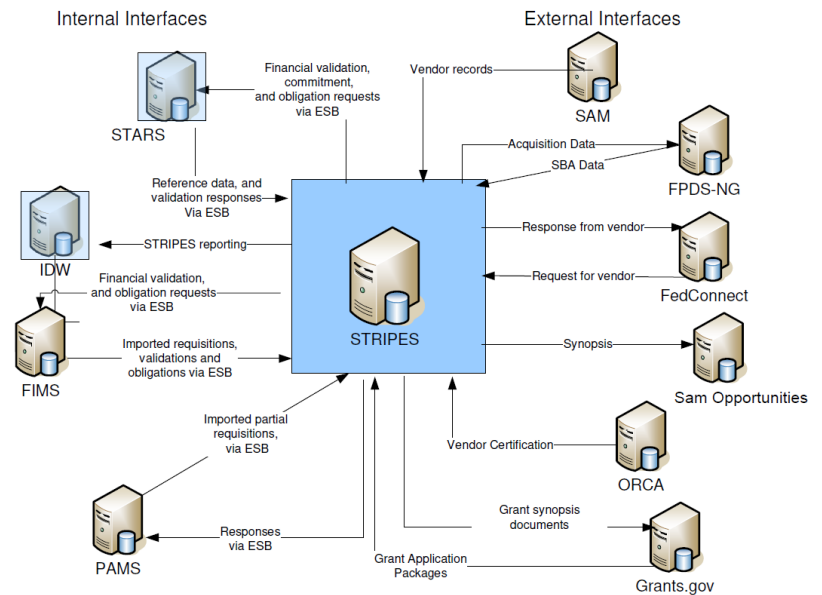 Internal Interfaces
External Interfaces
Financial validation,
commitment,
and obligation requests
via ESB
STARS
Vendor records
SAM
Acquisition Data
SBA Data
FPDS-NG
Reference data, and
validation responses
Via ESB
Response from vendor
STRIPES reporting
IDW
Request for vendor
FedConnect
Financial validation,
and obligation requests
via ESB
STRIPES
Imported requisitions,
validations and
obligations via ESB
FIMS
Synopsis
Sam Opportunities
Imported partial
requisitions,
via ESB
Vendor Certification
ORCA
Grant synopsis
documents
Responses
via ESB
PAMS
Grant Application
Packages
Grants.gov